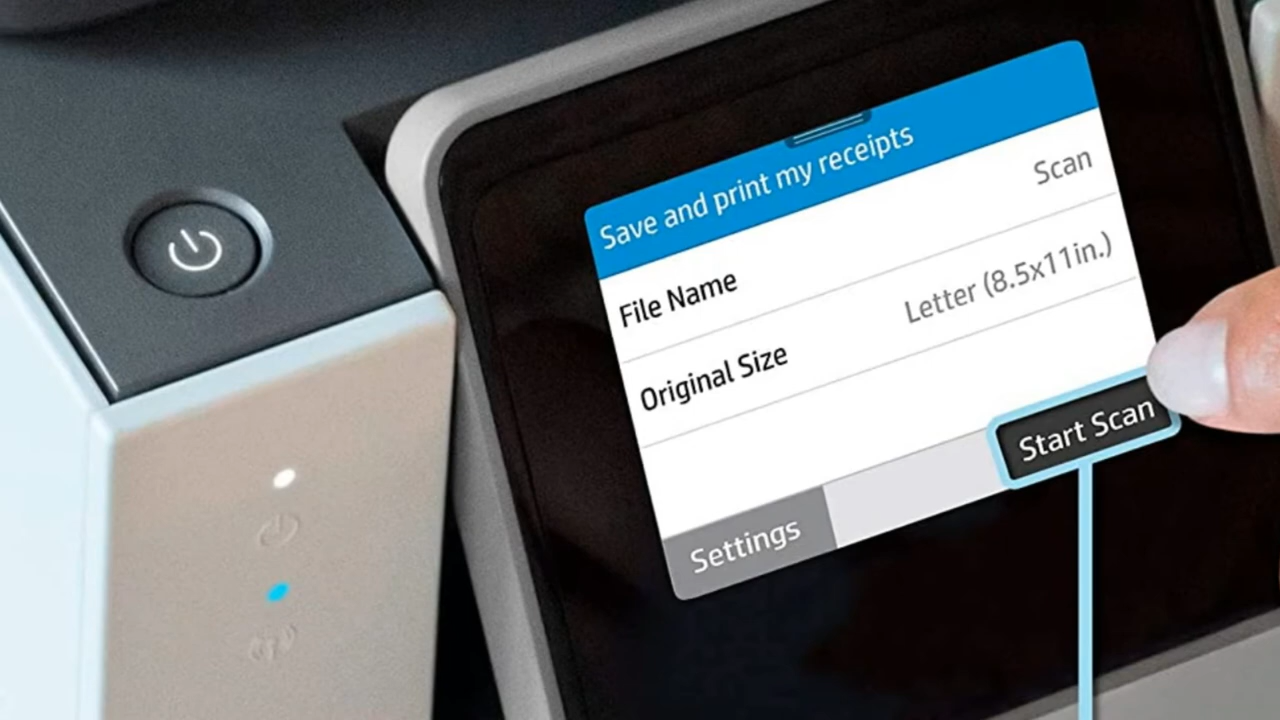 Save and print my receipts
File Name Scan
Original Size Letter (8.5x11in.)
Settings Start Scan